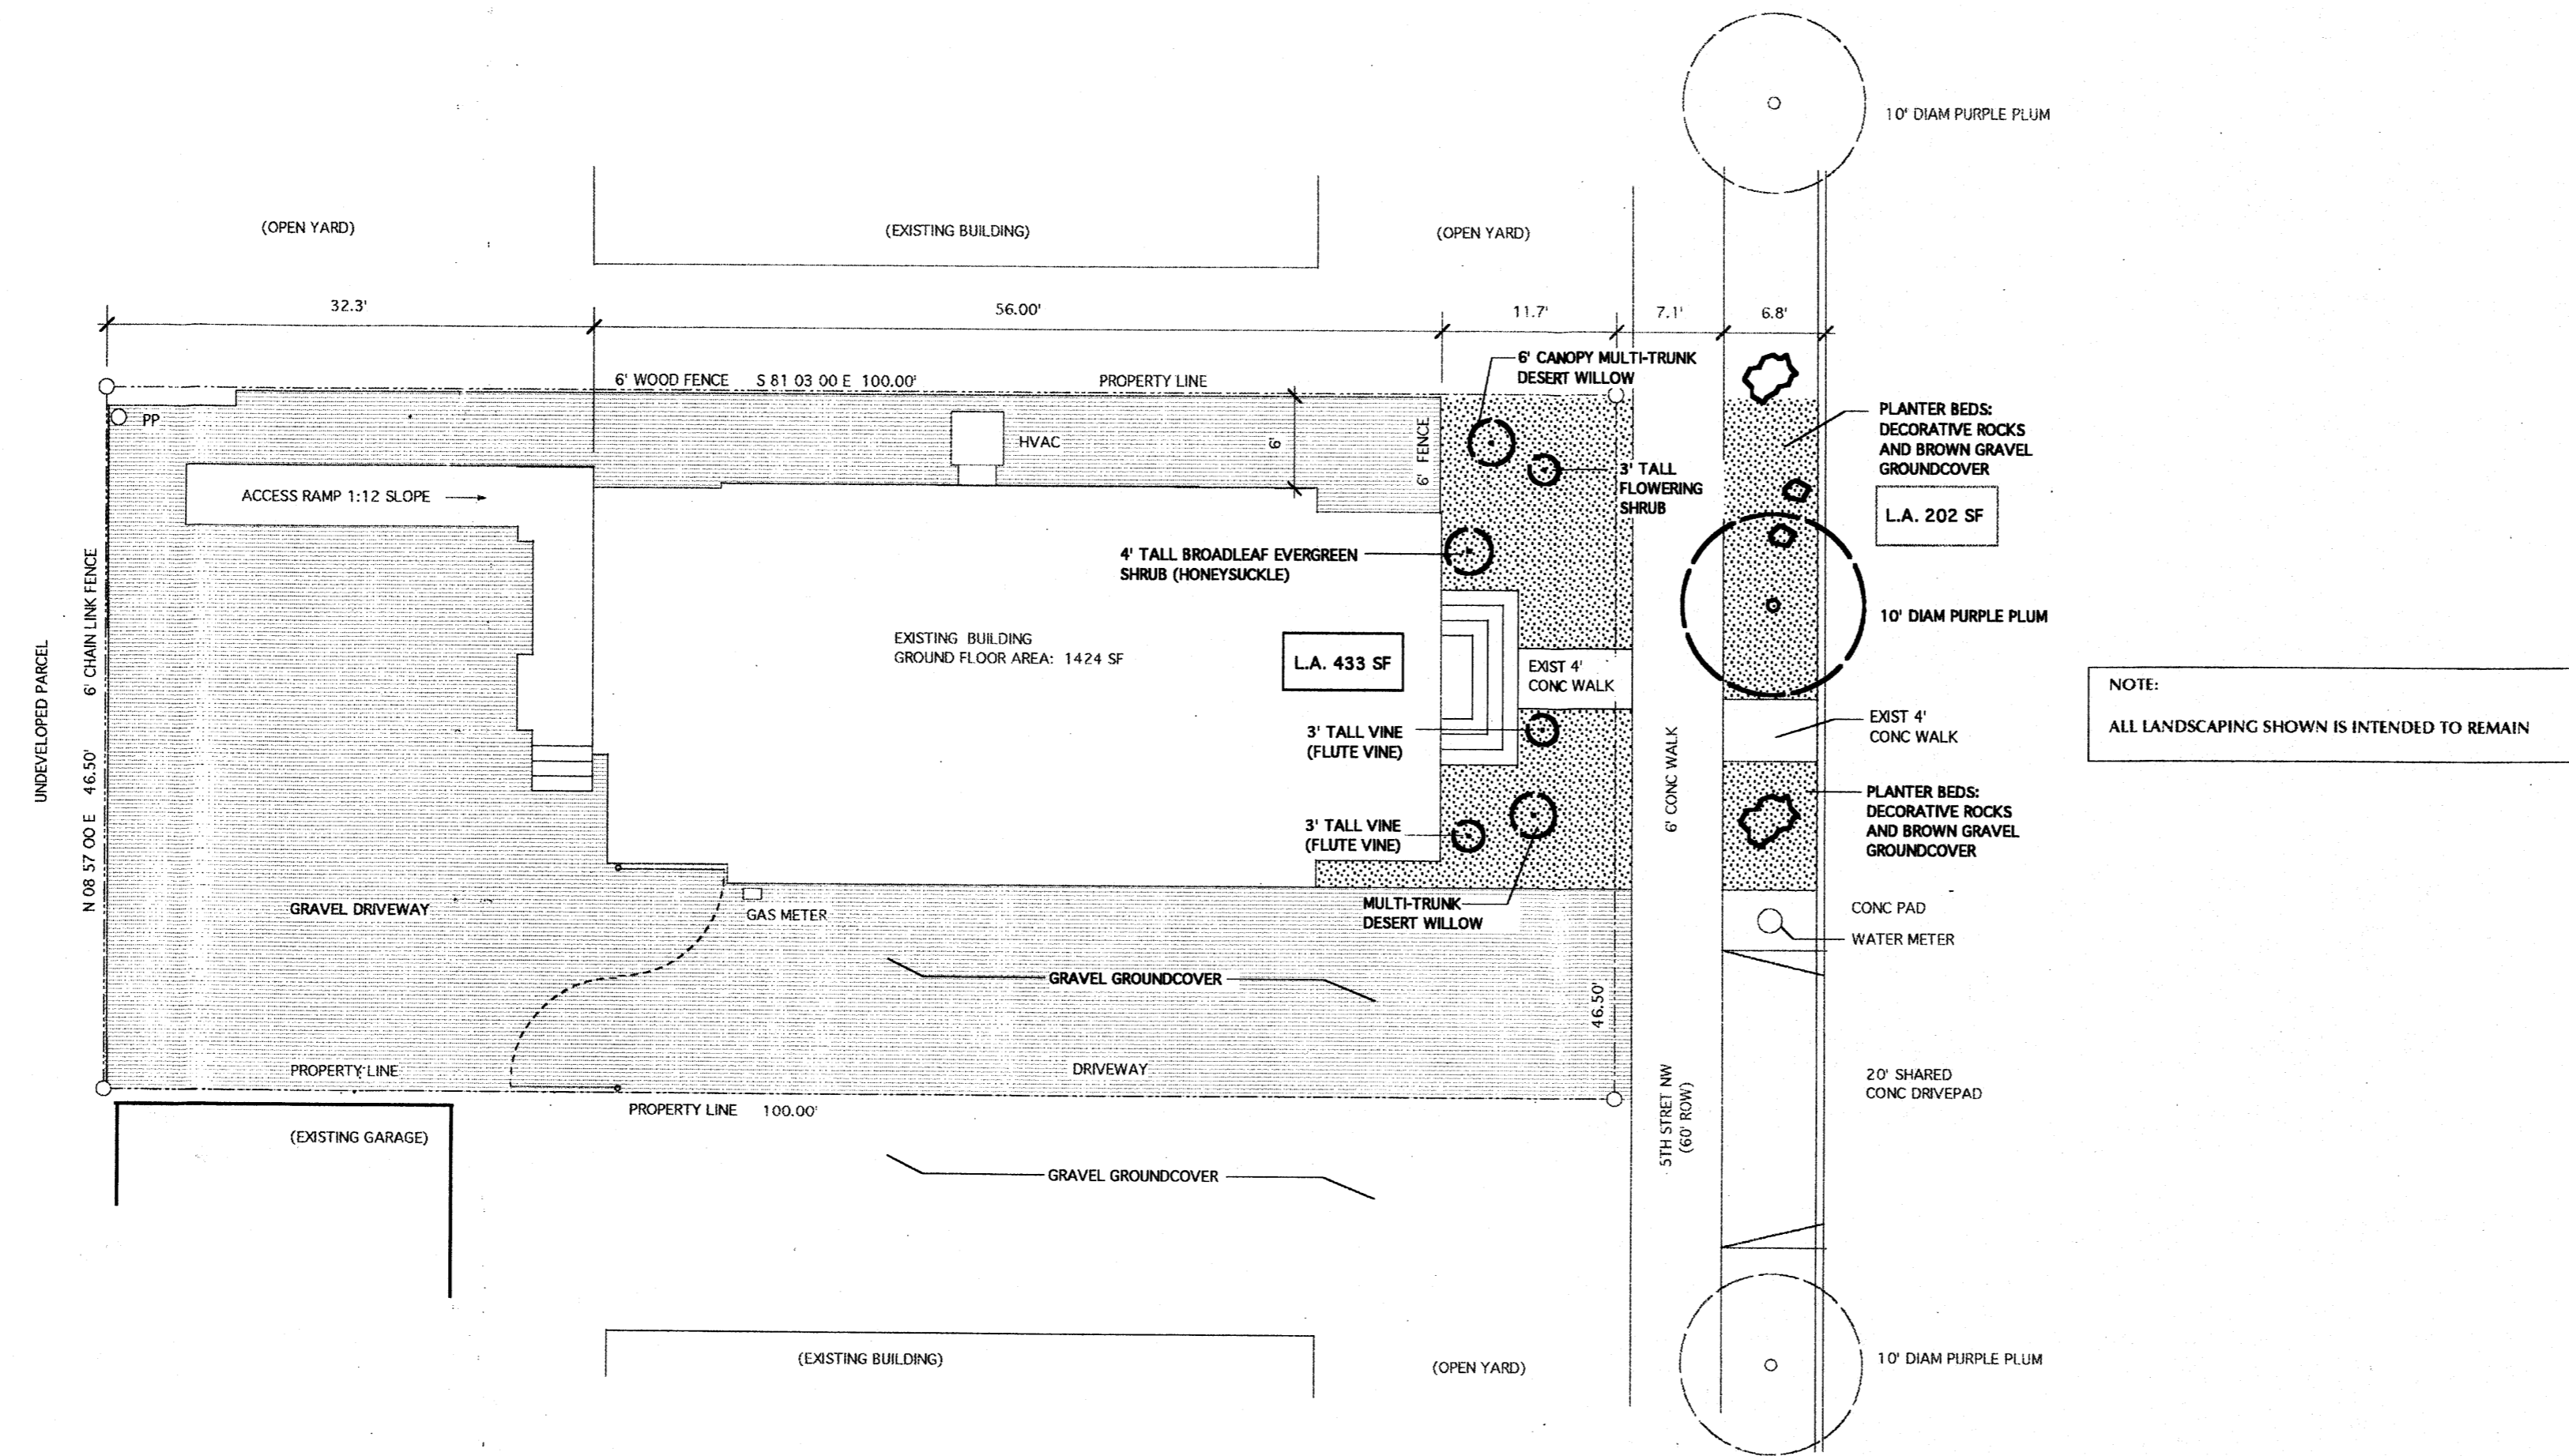 10' DIAM PURPLE PLUM
(OPEN YARD)
(EXISTING BUILDING)
(OPEN YARD)
32.3'
56.00'
11.7'
7.1'
6.8'
6' WOOD FENCE
S 81 03 00 E 100.00'
PROPERTY LINE
6' CANOPY MULTI-TRUNK
DESERT WILLOW
PP
HVAC
6'
6' FENCE
3' TALL
FLOWERING
SHRUB
PLANTER BEDS:
DECORATIVE ROCKS
AND BROWN GRAVEL
GROUNDCOVER
L.A. 202 SF
ACCESS RAMP 1:12 SLOPE
4' TALL BROADLEAF EVERGREEN
SHRUB (HONEYSUCKLE)
10' DIAM PURPLE PLUM
UNDEVELOPED PARCEL
6' CHAIN LINK FENCE
N 08 57 00 E 46.50'
EXISTING BUILDING
GROUND FLOOR AREA: 1424 SF
L.A. 433 SF
EXIST 4'
CONC WALK
NOTE:
ALL LANDSCAPING SHOWN IS INTENDED TO REMAIN
3' TALL VINE
(FLUTE VINE)
6' CONC WALK
EXIST 4'
CONC WALK
3' TALL VINE
(FLUTE VINE)
PLANTER BEDS:
DECORATIVE ROCKS
AND BROWN GRAVEL
GROUNDCOVER
GRAVEL DRIVEWAY
GAS METER
MULTI-TRUNK
DESERT WILLOW
CONC PAD
WATER METER
GRAVEL GROUNDCOVER
46.50'
PROPERTY LINE
DRIVEWAY
5TH STRET NW
(60' ROW)
20' SHARED
CONC DRIVEPAD
PROPERTY LINE 100.00'
(EXISTING GARAGE)
GRAVEL GROUNDCOVER
(EXISTING BUILDING)
(OPEN YARD)
10' DIAM PURPLE PLUM